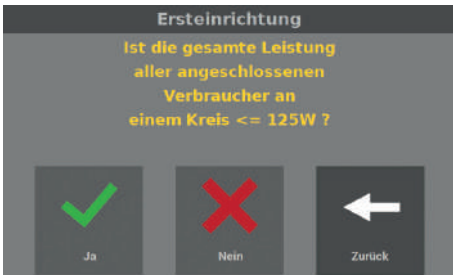 Ersteinrichtung
Ist die gesamte Leistung
aller angeschlossenen
Verbraucher an
einem Kreis <= 125W ?
Ja
Nein
Zurück